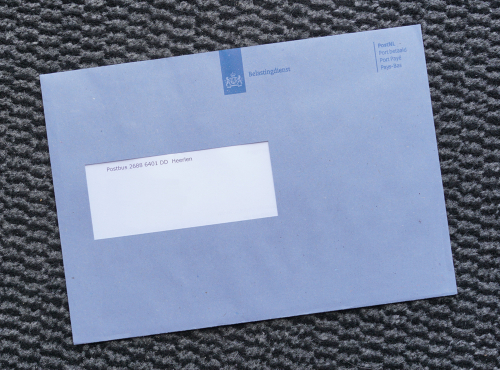 Belastingdienst
PostNL
Port betaald
Port Payé
Pays-Bas
Postbus 2688 6401 DD Heerlen